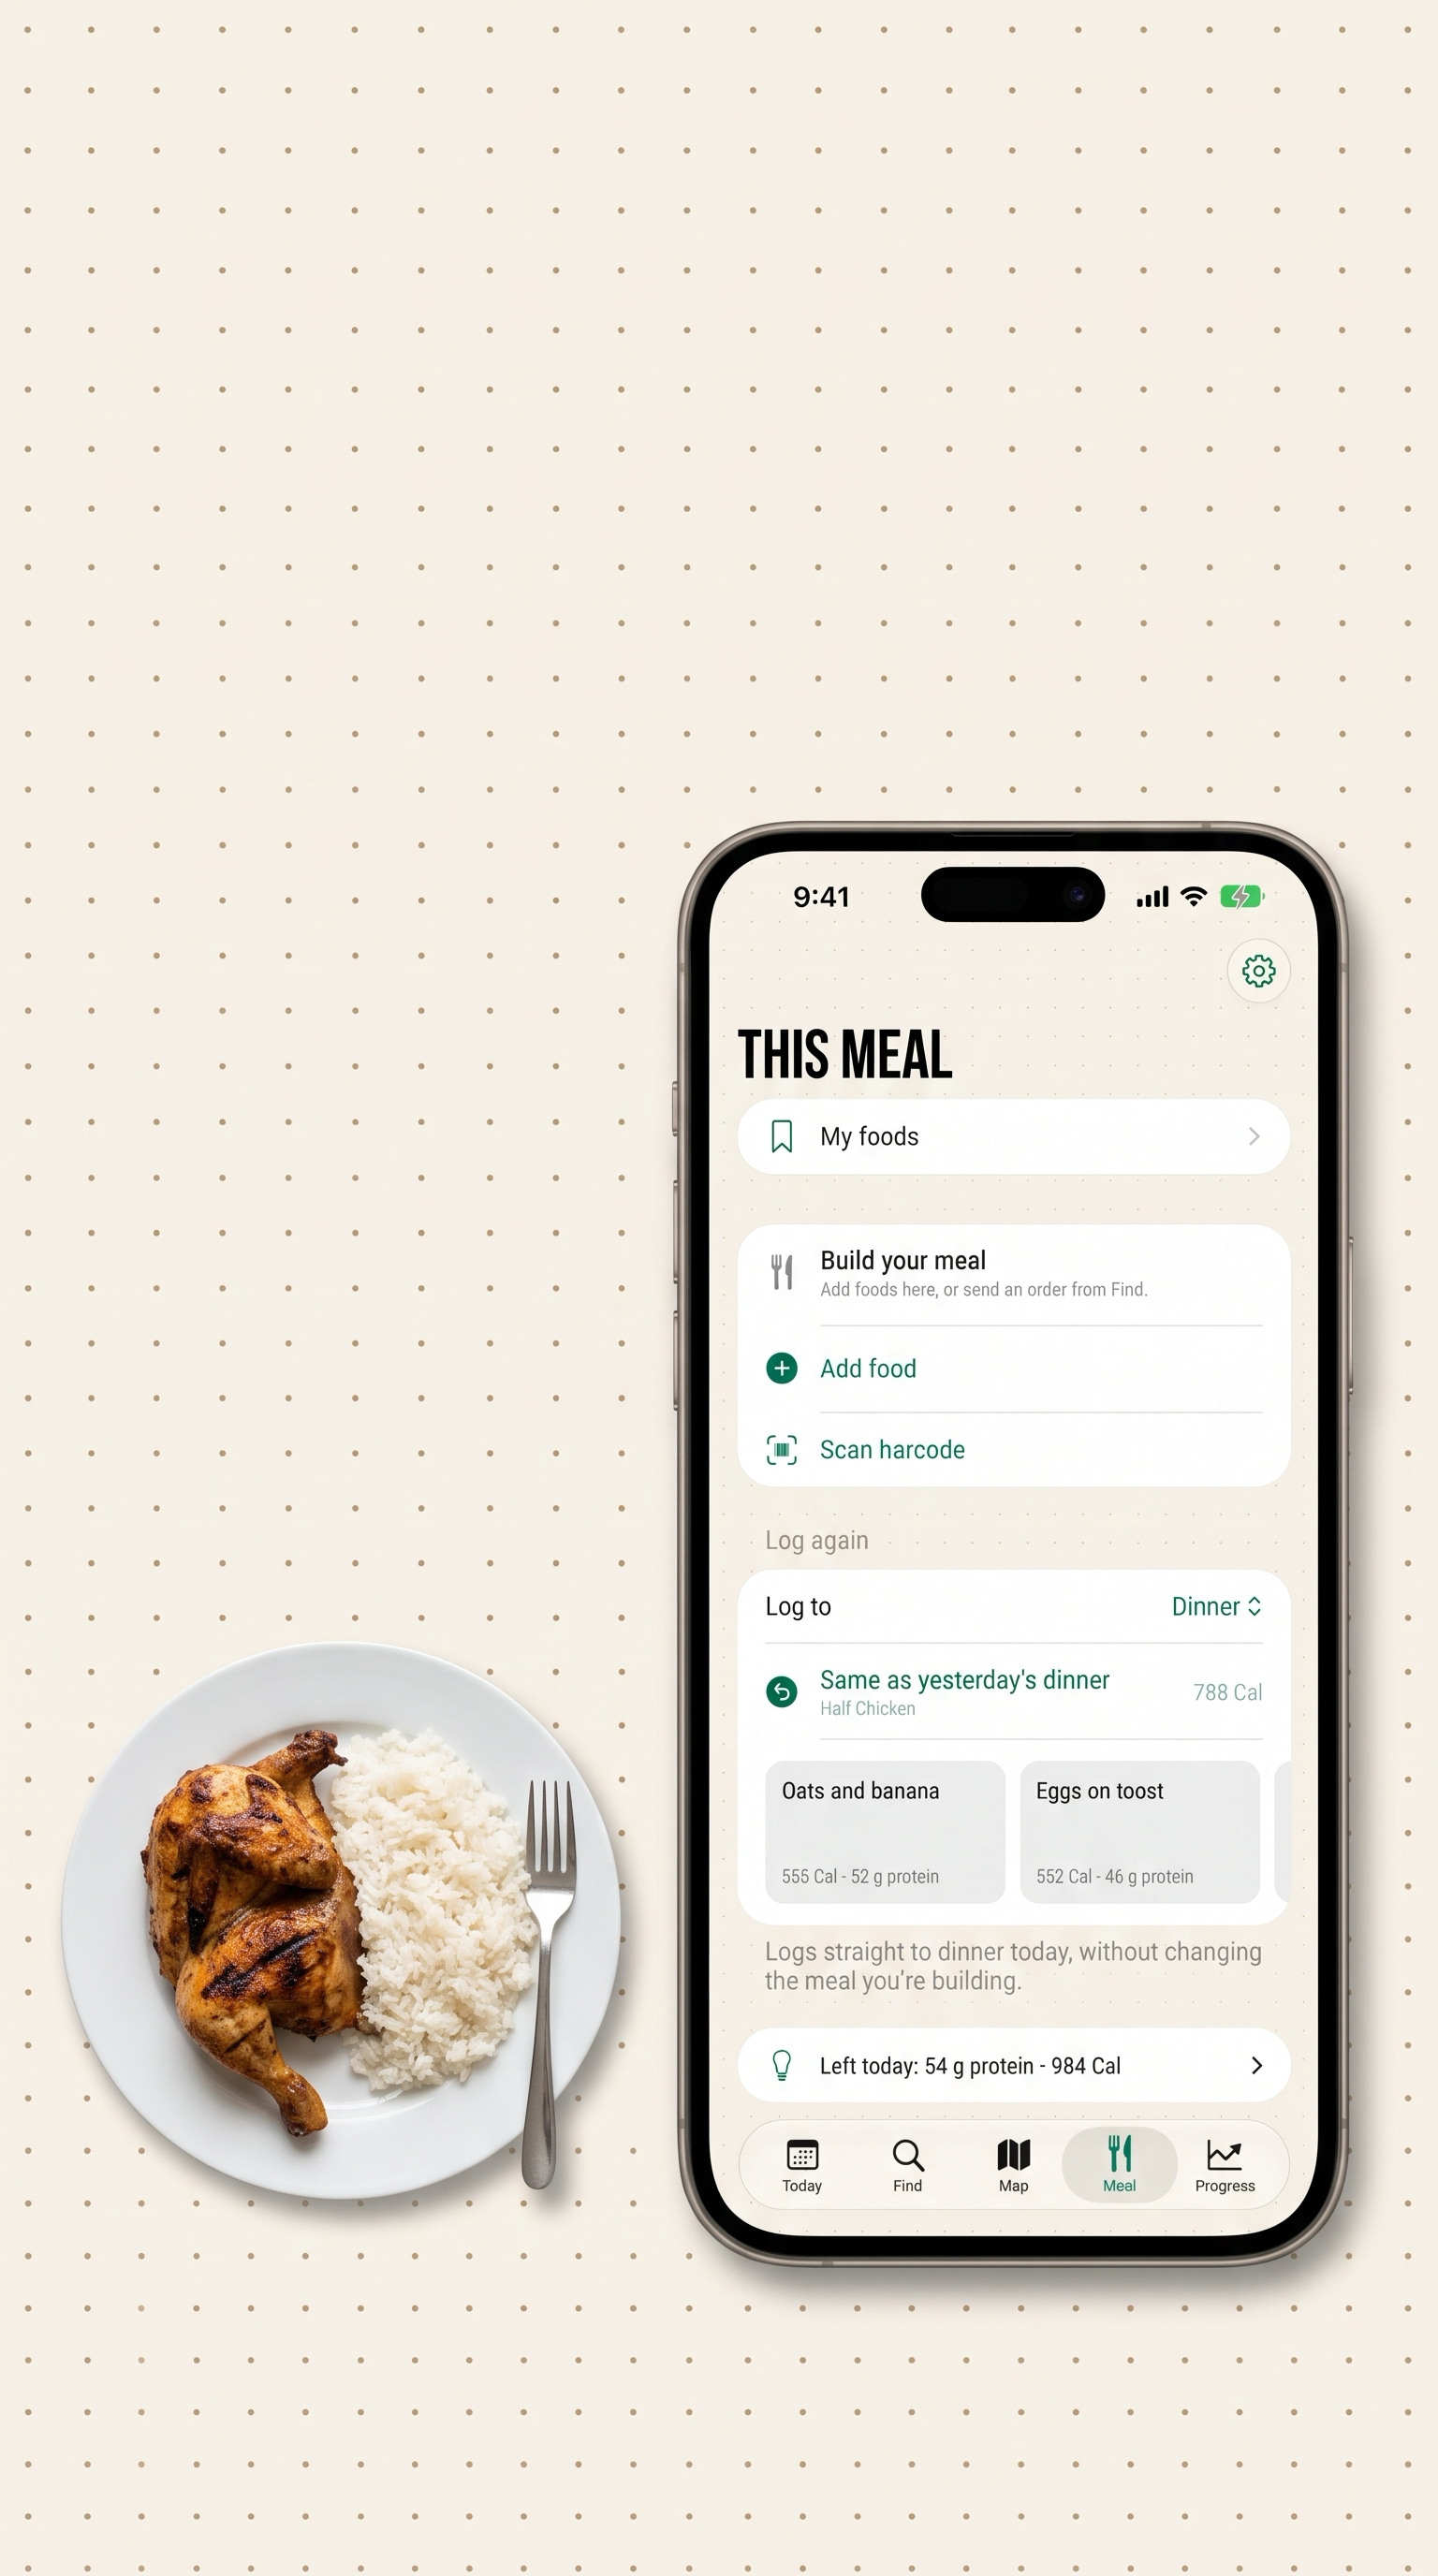 9:41
THIS MEAL
My foods
Build your meal
Add foods here, or send an order from Find.
Add food
Scan harcode
Log again
Log to
Dinner
Same as yesterday's dinner
Half Chicken
788 Cal
Oats and banana
555 Cal - 52 g protein
Eggs on toost
552 Cal - 46 g protein
Logs straight to dinner today, without changing
the meal you're building.
Left today: 54 g protein - 984 Cal
Today
Find
Map
Meal
Progress